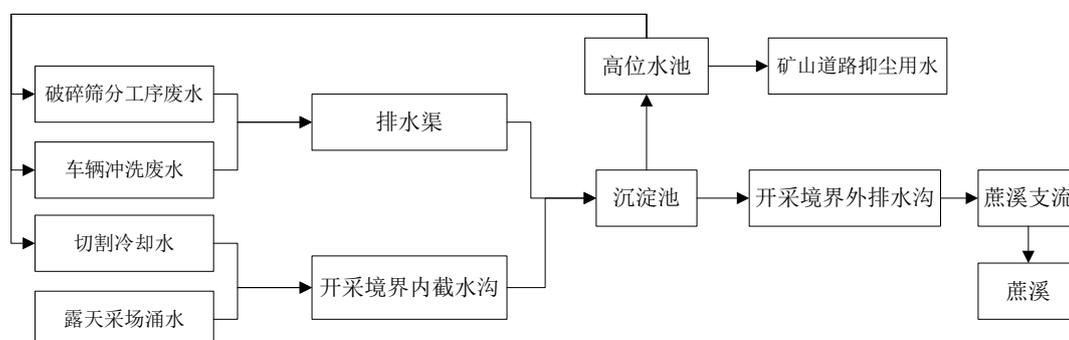 高位水池
矿山道路抑尘用水
破碎筛分工序废水
排水渠
车辆冲洗废水
沉淀池
开采境界外排水沟
蔗溪支流
切割冷却水
开采境界内截水沟
蔗溪
露天采场涌水